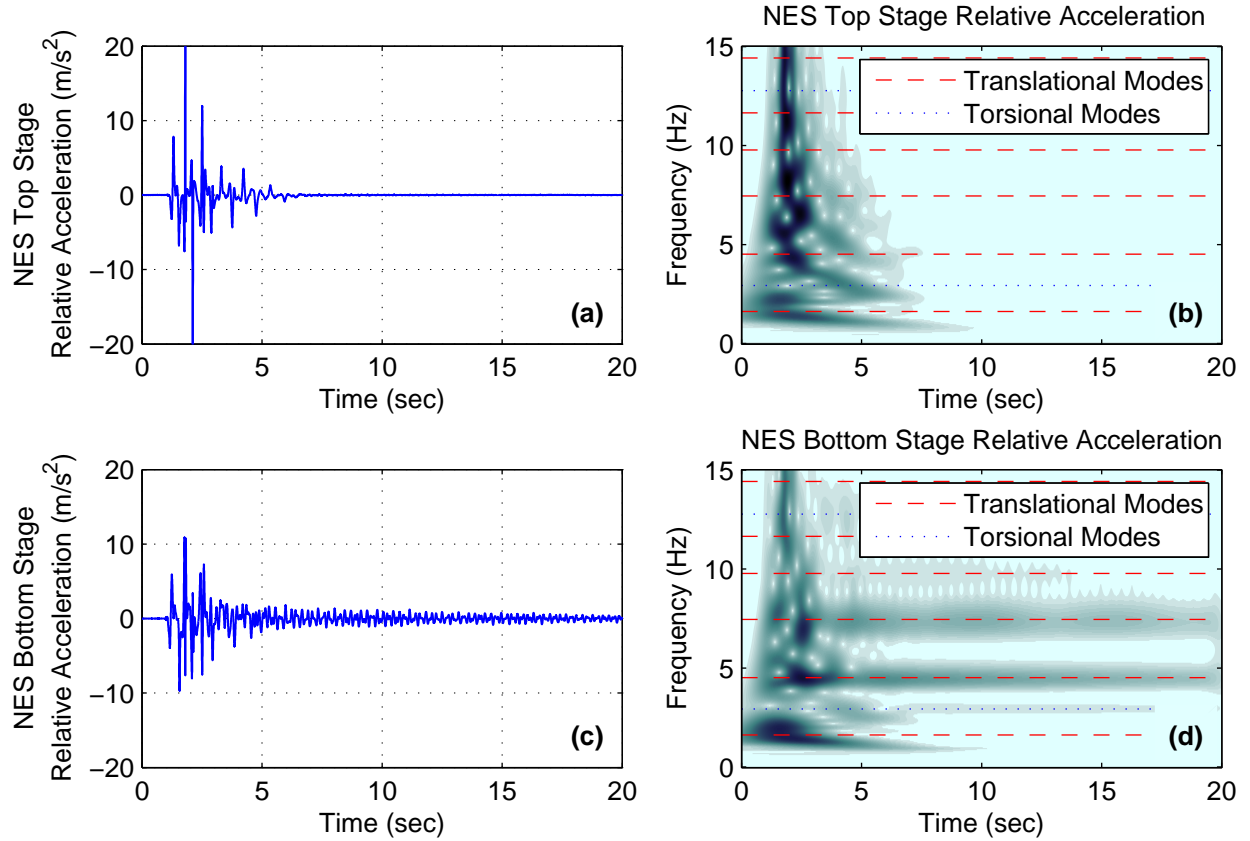 NES Top Stage
Relative Acceleration (m/s²)
20
10
0
−10
−20
0
5
10
15
20
Time (sec)
(a)
NES Top Stage Relative Acceleration
Frequency (Hz)
15
10
5
0
0
5
10
15
20
Time (sec)
Translational Modes
Torsional Modes
(b)
NES Bottom Stage
Relative Acceleration (m/s²)
20
10
0
−10
−20
0
5
10
15
20
Time (sec)
(c)
NES Bottom Stage Relative Acceleration
Frequency (Hz)
15
10
5
0
0
5
10
15
20
Time (sec)
Translational Modes
Torsional Modes
(d)